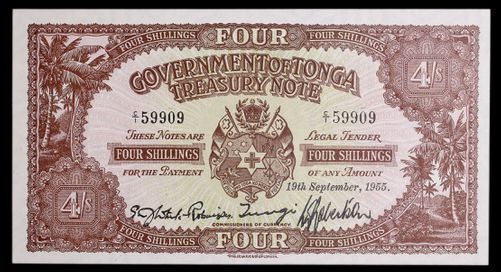 FOUR
FOUR SHILLINGS FOUR SHILLINGS
4/s 4/s
GOVERNMENT OF TONGA
TREASURY NOTE
C/1 59909 C/1 59909
THESE NOTES ARE LEGAL TENDER
FOUR SHILLINGS FOUR SHILLINGS
FOR THE PAYMENT OF ANY AMOUNT
19th September, 1955.
Tungi
COMMISSIONERS OF CURRENCY.
4/s
FOUR SHILLINGS FOUR SHILLINGS
FOUR